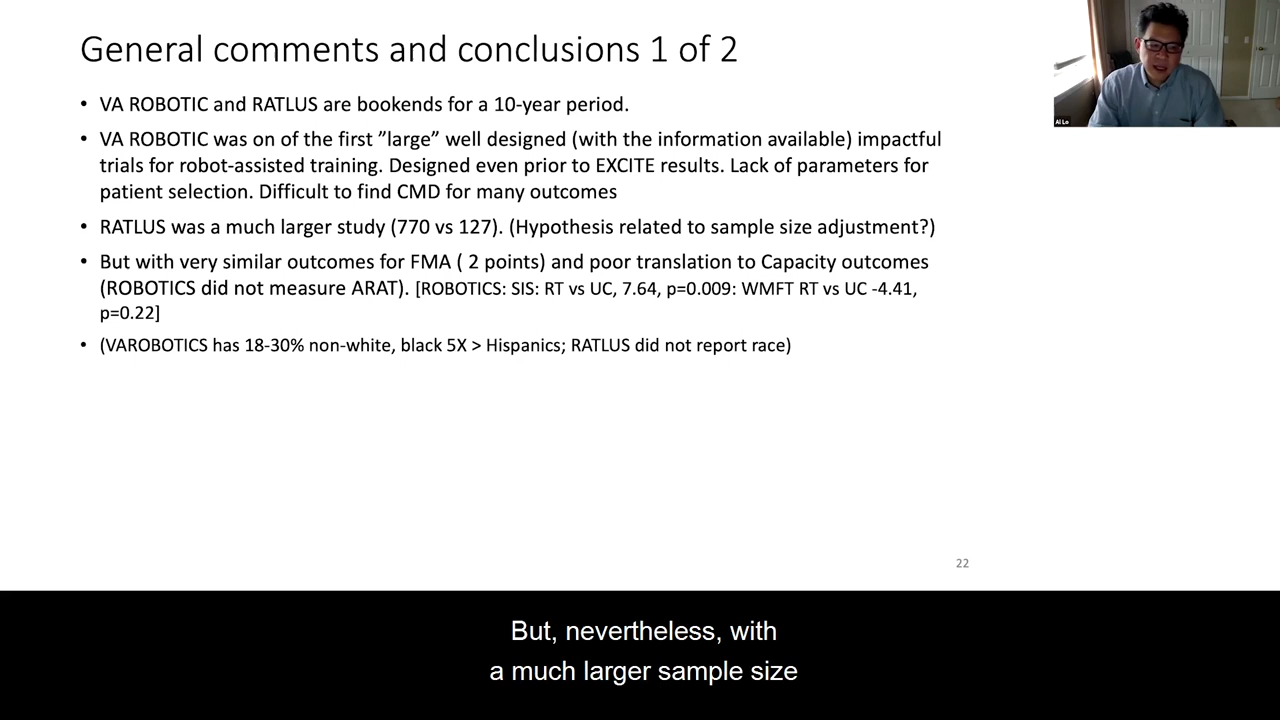 General comments and conclusions 1 of 2
• VA ROBOTIC and RATLUS are bookends for a 10-year period.
• VA ROBOTIC was on of the first ”large” well designed (with the information available) impactful
trials for robot-assisted training. Designed even prior to EXCITE results. Lack of parameters for
patient selection. Difficult to find CMD for many outcomes
• RATLUS was a much larger study (770 vs 127). (Hypothesis related to sample size adjustment?)
• But with very similar outcomes for FMA ( 2 points) and poor translation to Capacity outcomes
(ROBOTICS did not measure ARAT). [ROBOTICS: SIS: RT vs UC, 7.64, p=0.009: WMFT RT vs UC -4.41,
p=0.22]
• (VAROBOTICS has 18-30% non-white, black 5X > Hispanics; RATLUS did not report race)
22
Al Lo
But, nevertheless, with
a much larger sample size